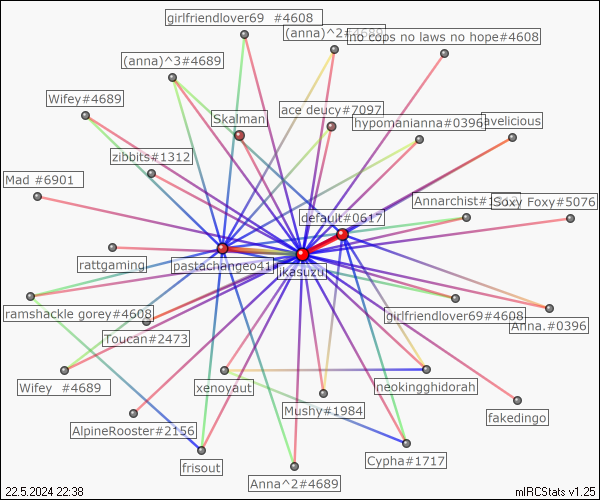 girlfriendlover69 #4608
(anna)^2#4689
no cops no laws no hope#4608
(anna)^3#4689
Wifey#4689
ace deucy#7097
Skalman
hypomanianna#0396
avelicious
zibbits#1312
Mad #6901
Annarchist#1
Soxy Foxy#5076
default#0617
rattgaming
pastachangeo41
ikasuzu
ramshackle gorey#4608
girlfriendlover69#4608
Anna.#0396
Toucan#2473
Wifey #4689
xenoyaut
neokingghidorah
Mushy#1984
fakedingo
AlpineRooster#2156
frisout
Cypha#1717
Anna^2#4689
22.5.2024 22:38
mIRCStats v1.25